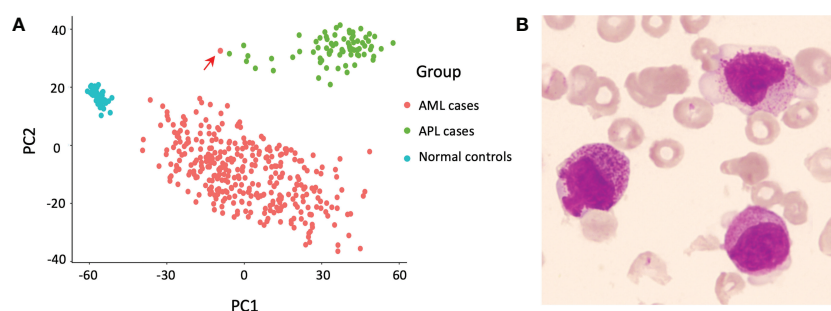 A
B
40
20
0
-20
-40
PC2
-60
-30
0
30
60
PC1
Group
AML cases
APL cases
Normal controls